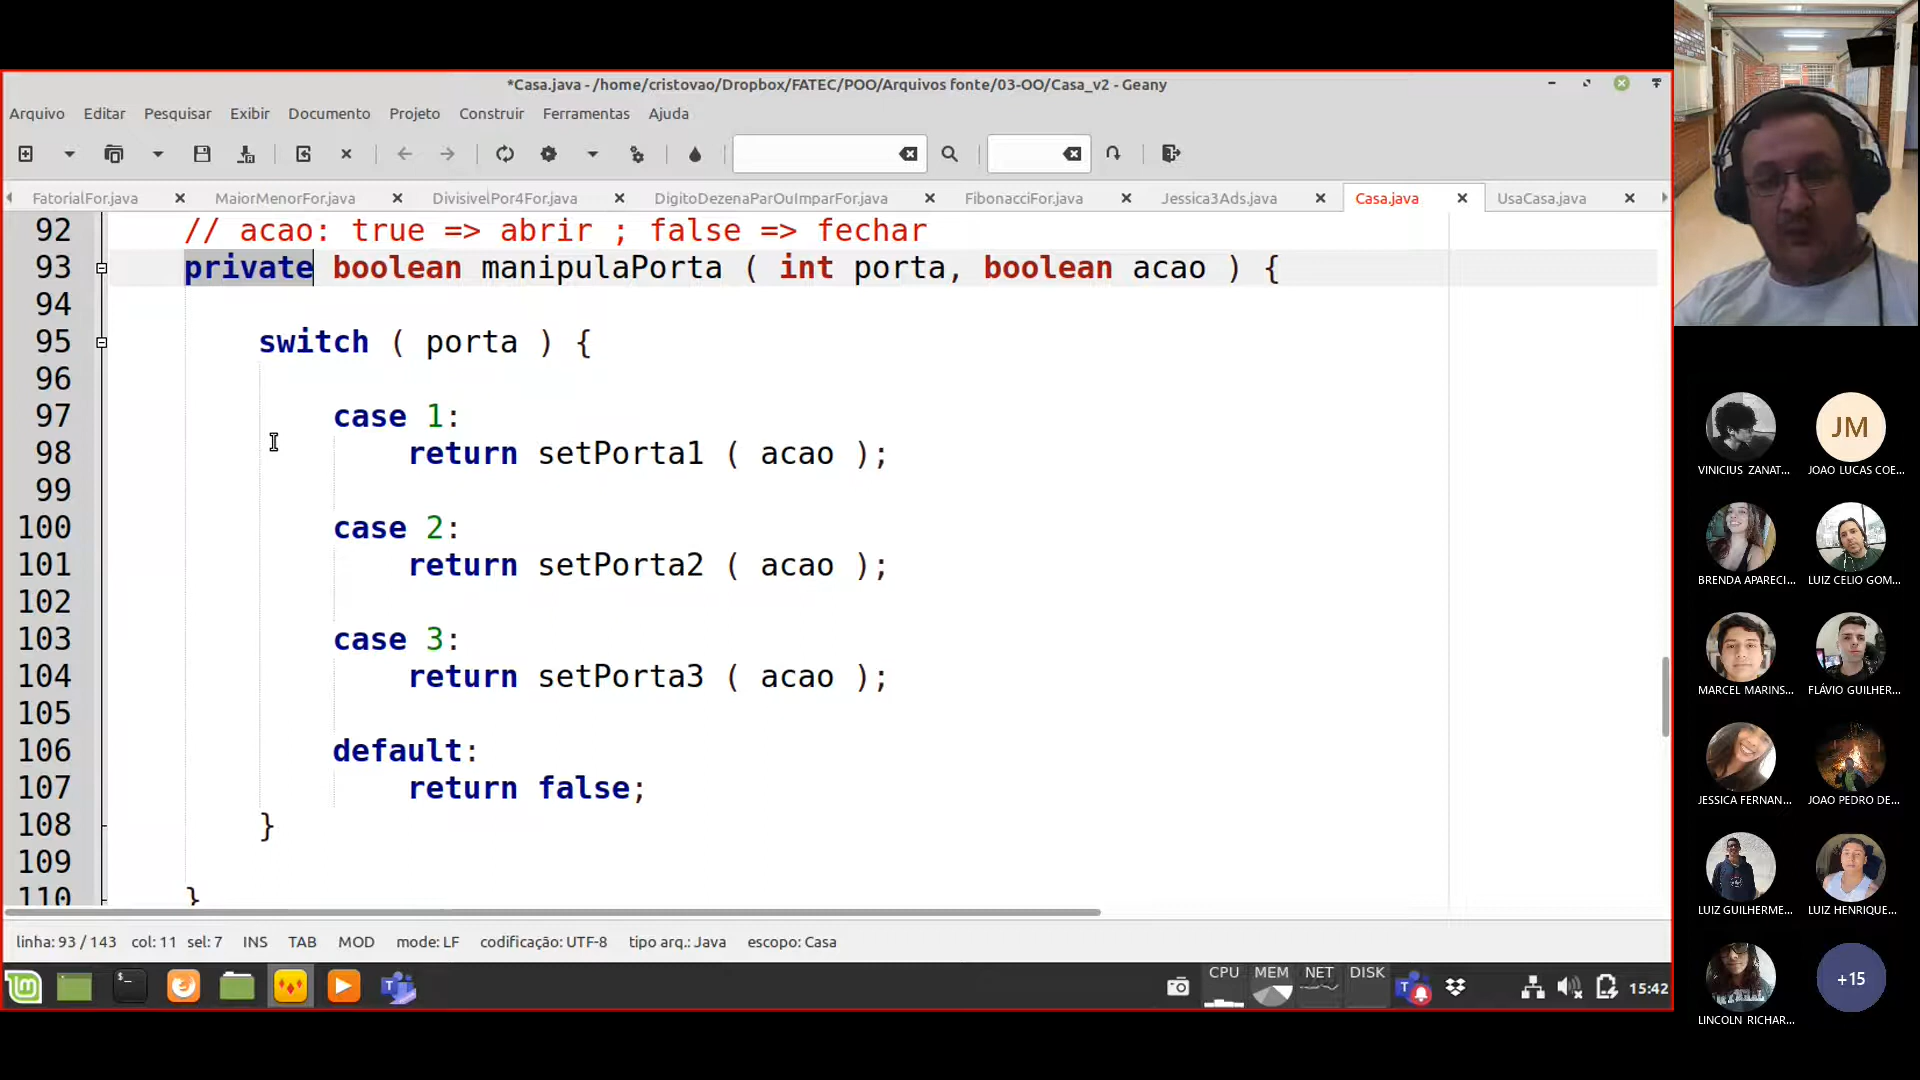 *Casa.java - /home/cristovao/Dropbox/FATEC/POO/Arquivos fonte/03-OO/Casa_v2 - Geany
Arquivo Editar Pesquisar Exibir Documento Projeto Construir Ferramentas Ajuda
FatorialFor.java MaiorMenorFor.java DivisivelPor4For.java DigitoDezenaParOuImparFor.java FibonacciFor.java Jessica3Ads.java Casa.java UsaCasa.java
92 // acao: true => abrir ; false => fechar
93 private boolean manipulaPorta ( int porta, boolean acao ) {
94
95 switch ( porta ) {
96
97 case 1:
98 return setPorta1 ( acao );
99
100 case 2:
101 return setPorta2 ( acao );
102
103 case 3:
104 return setPorta3 ( acao );
105
106 default:
107 return false;
108 }
109
110 }
linha: 93 / 143 col: 11 sel: 7 INS TAB MOD mode: LF codificação: UTF-8 tipo arq.: Java escopo: Casa
CPU MEM NET DISK 15:42
JM
VINICIUS ZANAT... JOAO LUCAS COE...
BRENDA APARECI... LUIZ CELIO GOM...
MARCEL MARINS... FLÁVIO GUILHER...
JESSICA FERNAN... JOAO PEDRO DE...
LUIZ GUILHERME... LUIZ HENRIQUE...
+15
LINCOLN RICHAR...